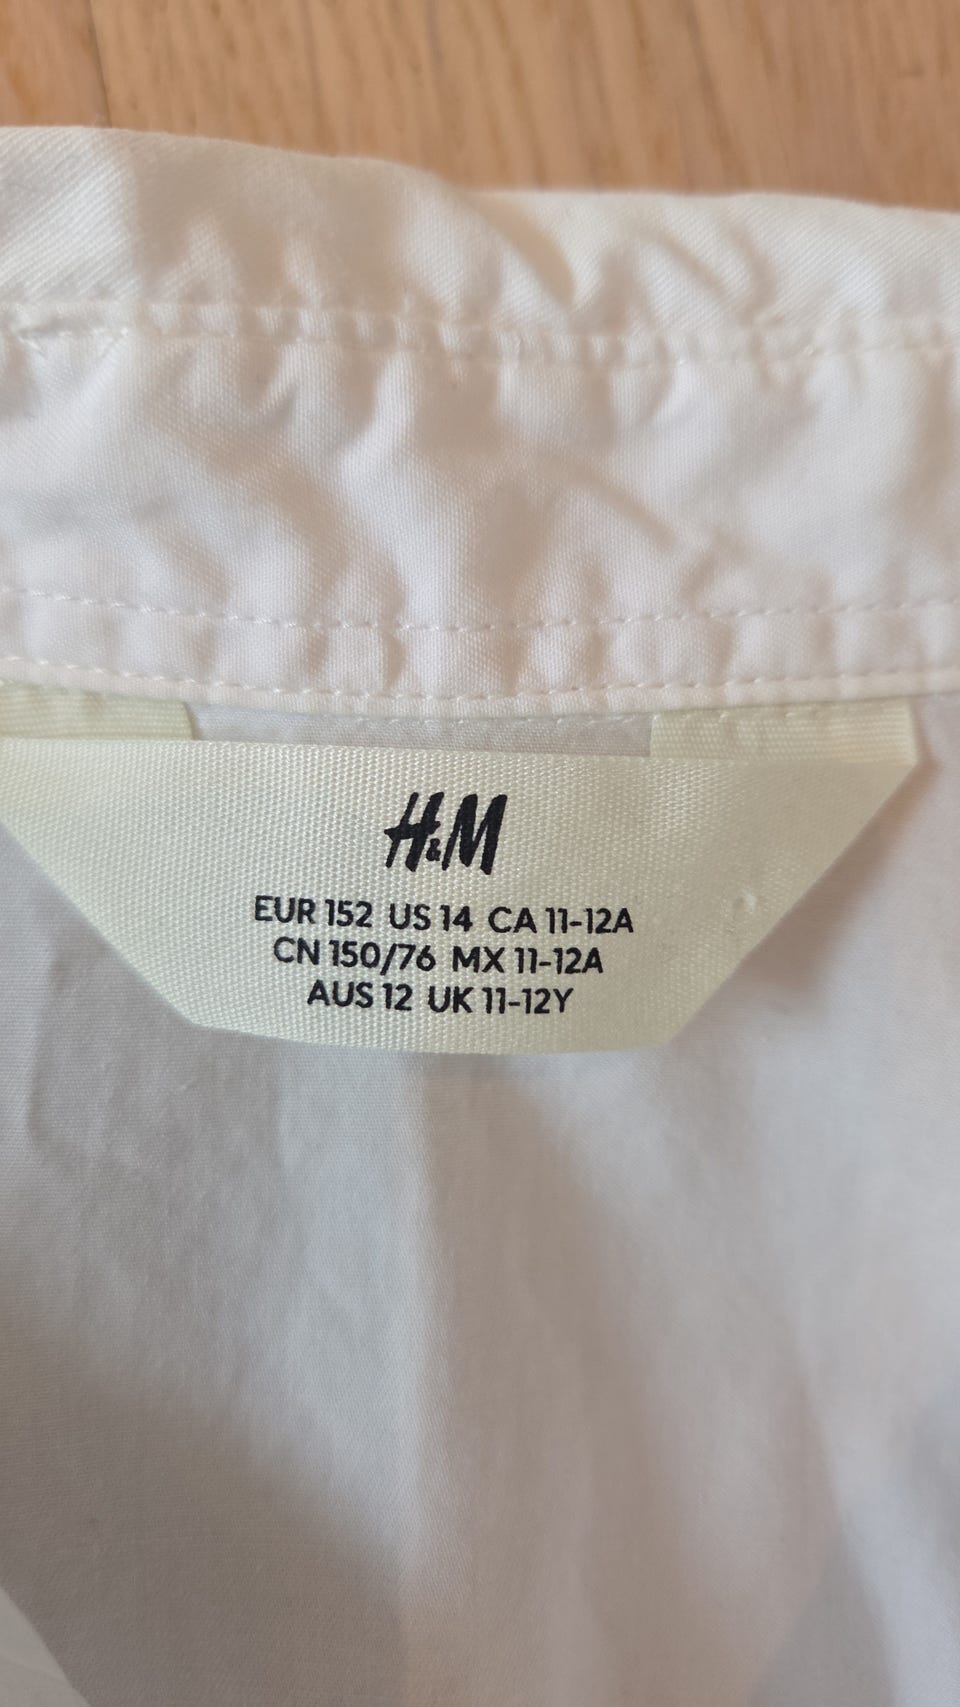 H&M
EUR 152 US 14 CA 11-12A
CN 150/76 MX 11-12A
AUS 12 UK 11-12Y